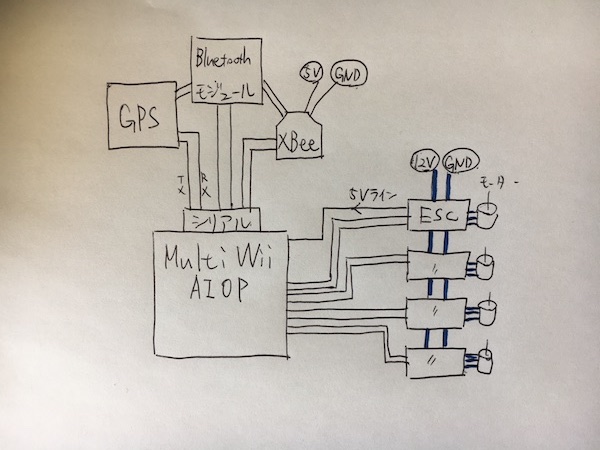 Bluetooth
モジュール
5V
GND
GPS
XBee
TX
RX
12V
GND
モーター
5Vライン
ESC
シリアル
Multi Wii
AIOP
〃
〃
〃